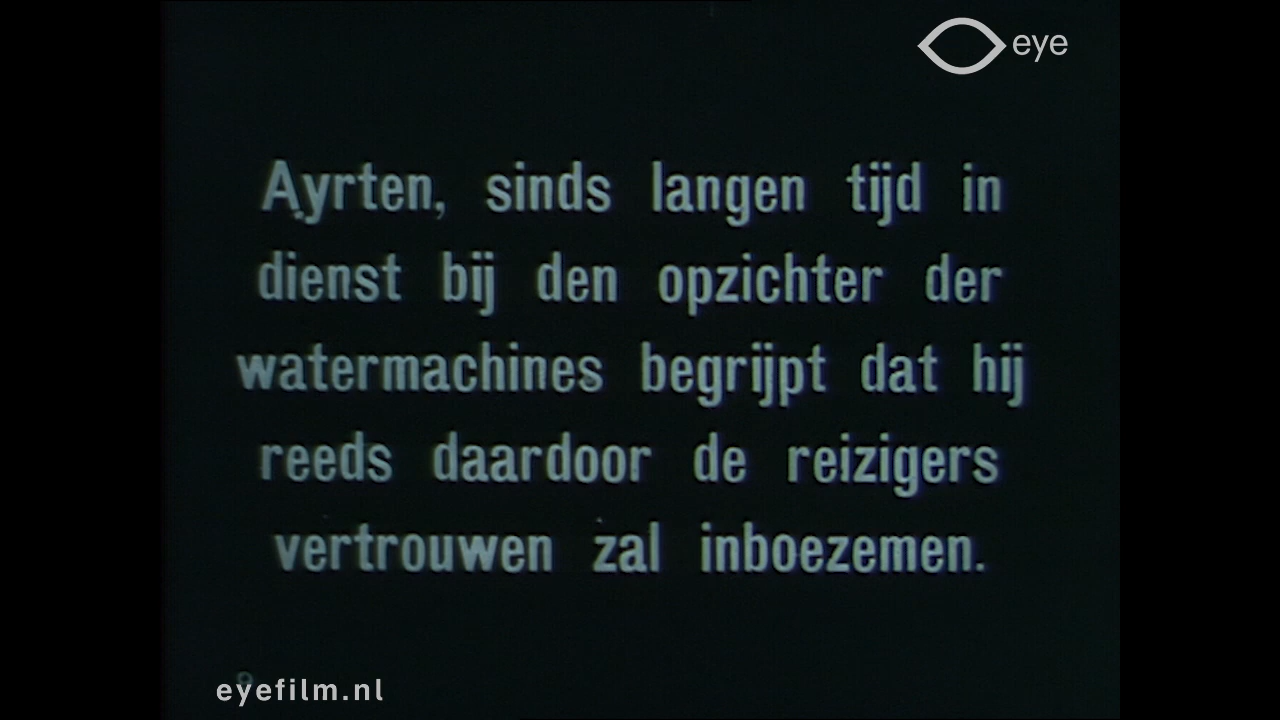 eye
Ayrten, sinds langen tijd in
dienst bij den opzichter der
watermachines begrijpt dat hij
reeds daardoor de reizigers
vertrouwen zal inboezemen.
eyefilm.nl